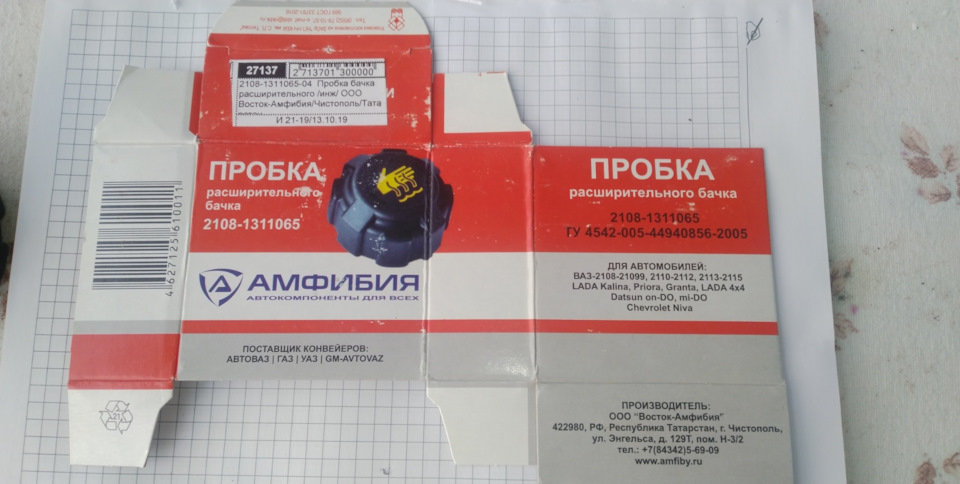 27137
2 713701 300000
2108-1311065-04 Пробка бачка
расширительного /инж/ ООО
Восток-Амфибия/Чистополь/Тата
И 21-19/13.10.19
ПРОБКА
расширительного
бачка
2108-1311065
АМФИБИЯ
АВТОКОМПОНЕНТЫ ДЛЯ ВСЕХ
ПОСТАВЩИК КОНВЕЙЕРОВ:
АВТОВАЗ | ГАЗ | УАЗ | GM-AVTOVAZ
4 627125 610011
21
ПРОБКА
расширительного бачка
2108-1311065
ТУ 4542-005-44940856-2005
ДЛЯ АВТОМОБИЛЕЙ:
ВАЗ-2108-21099, 2110-2112, 2113-2115
LADA Kalina, Priora, Granta, LADA 4x4
Datsun on-DO, mi-DO
Chevrolet Niva
ПРОИЗВОДИТЕЛЬ:
ООО "Восток-Амфибия"
422980, РФ, Республика Татарстан, г. Чистополь,
ул. Энгельса, д. 129Т, пом. Н-3/2
тел.: +7(84342)5-69-09
www.amfiby.ru